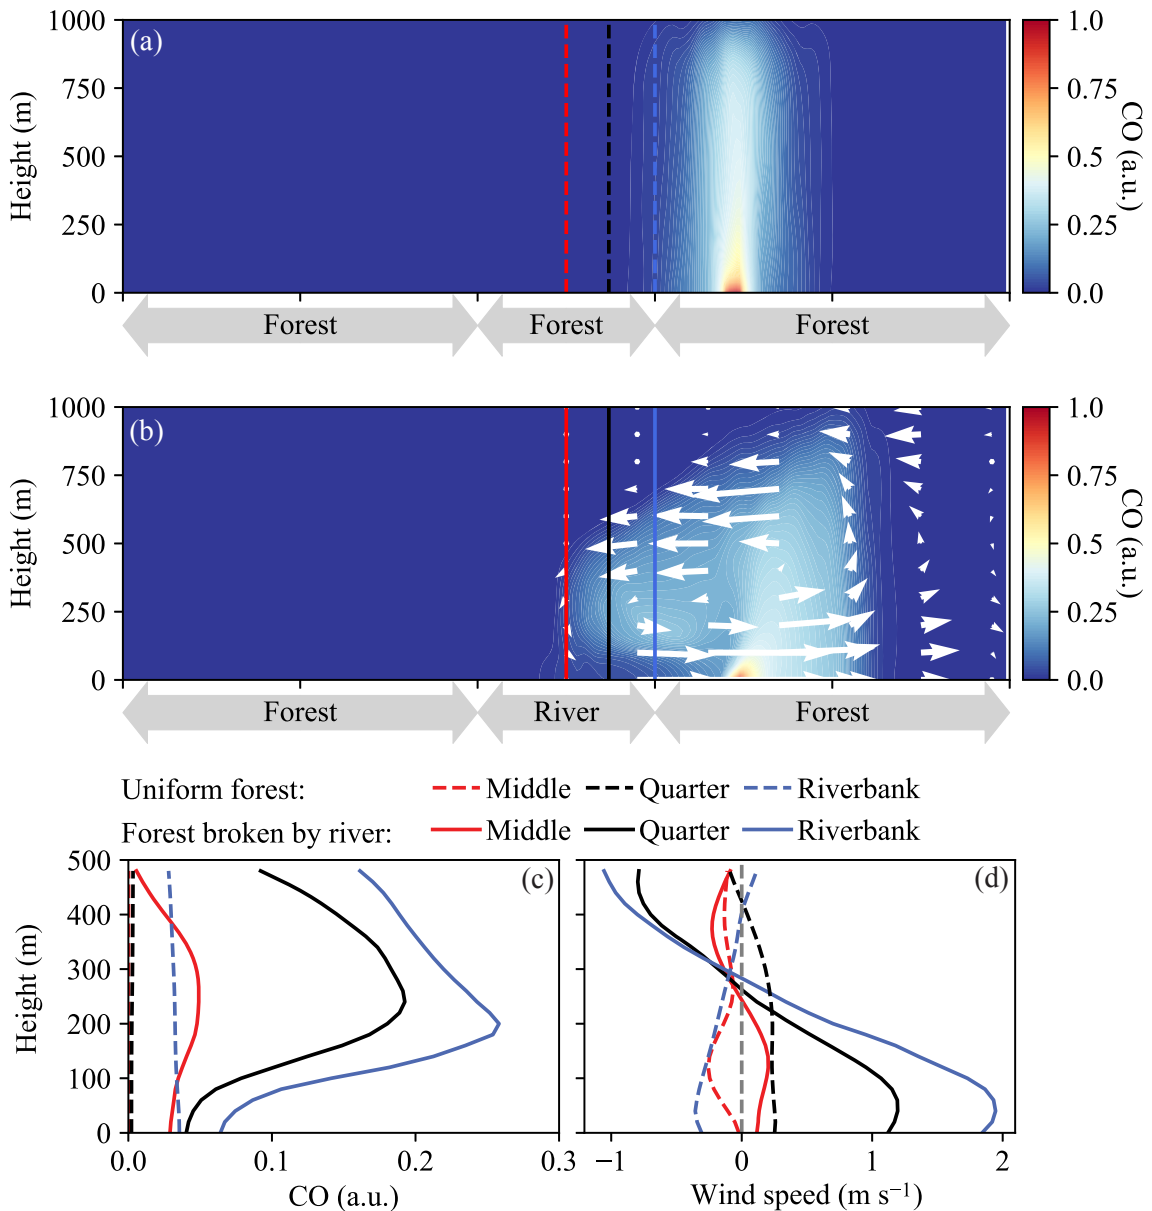 (a)
1000
750
500
250
0
Height (m)
1.0
0.75
0.5
0.25
0.0
CO (a.u.)
Forest
Forest
Forest
(b)
1000
750
500
250
0
Height (m)
1.0
0.75
0.5
0.25
0.0
CO (a.u.)
Forest
River
Forest
Uniform forest: Middle Quarter Riverbank
Forest broken by river: Middle Quarter Riverbank
(c)
500
400
300
200
100
0
Height (m)
0.0 0.1 0.2 0.3
CO (a.u.)
(d)
−1 0 1 2
Wind speed (m s⁻¹)